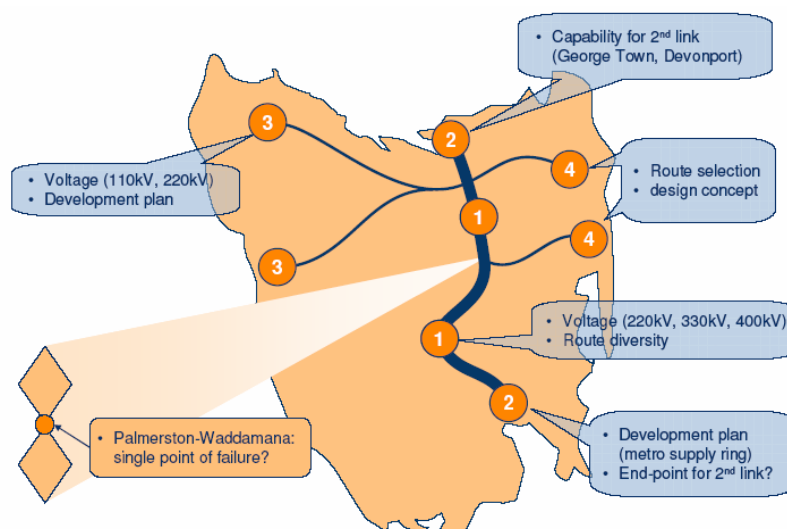 • Capability for 2nd link
(George Town, Devonport)
3
2
• Voltage (110kV, 220kV)
• Development plan
4
• Route selection
• design concept
1
4
3
1
• Voltage (220kV, 330kV, 400kV)
• Route diversity
2
• Palmerston-Waddamana:
single point of failure?
• Development plan
(metro supply ring)
• End-point for 2nd link?